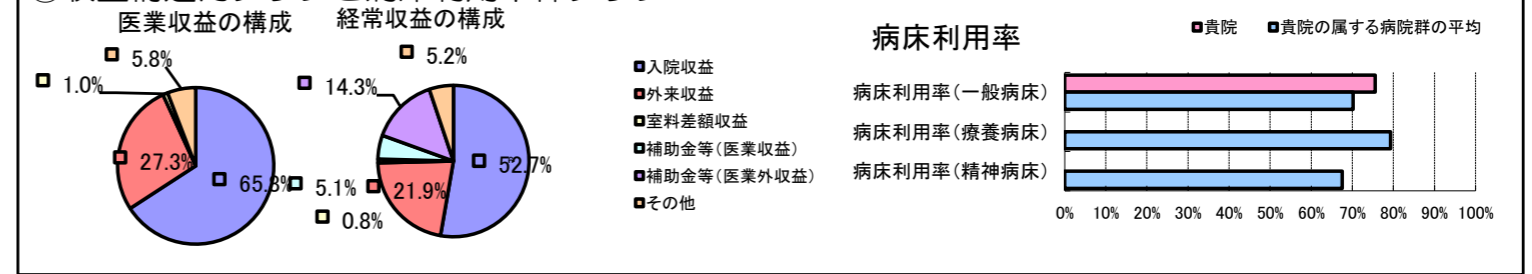 医業収益の構成
経常収益の構成
5.8%
1.0%
27.3%
65.8%
5.2%
14.3%
52.7%
21.9%
5.1%
0.8%
入院収益
外来収益
室料差額収益
補助金等(医業収益)
補助金等(医業外収益)
その他
病床利用率
貴院
貴院の属する病院群の平均
病床利用率(一般病床)
病床利用率(療養病床)
病床利用率(精神病床)
0% 10% 20% 30% 40% 50% 60% 70% 80% 90% 100%